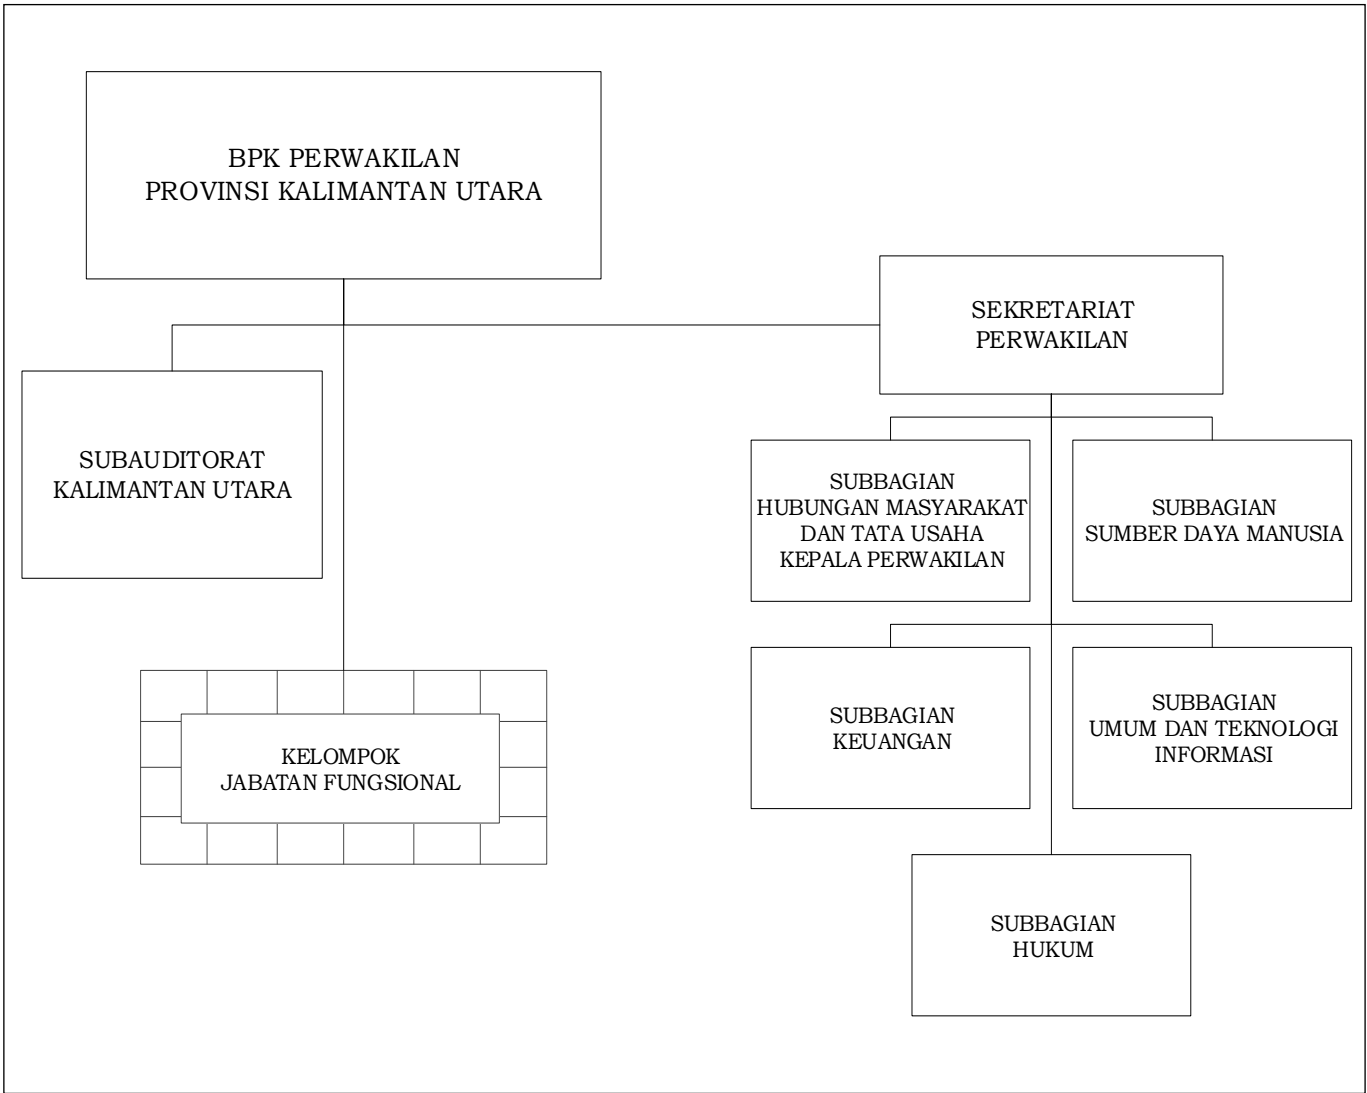 BPK PERWAKILAN
PROVINSI KALIMANTAN UTARA
SEKRETARIAT
PERWAKILAN
SUBAUDITORAT
KALIMANTAN UTARA
SUBBAGIAN
HUBUNGAN MASYARAKAT
DAN TATA USAHA
KEPALA PERWAKILAN
SUBBAGIAN
SUMBER DAYA MANUSIA
SUBBAGIAN
KEUANGAN
SUBBAGIAN
UMUM DAN TEKNOLOGI
INFORMASI
KELOMPOK
JABATAN FUNGSIONAL
SUBBAGIAN
HUKUM